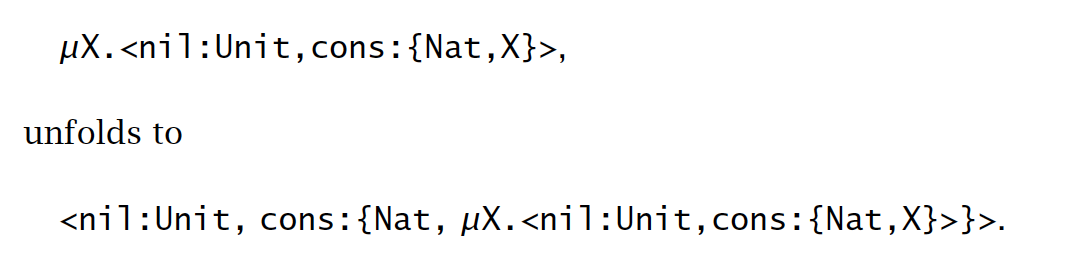 μX.<nil:Unit,cons:{Nat,X}>,
unfolds to
<nil:Unit, cons:{Nat, μX.<nil:Unit,cons:{Nat,X}>}>.